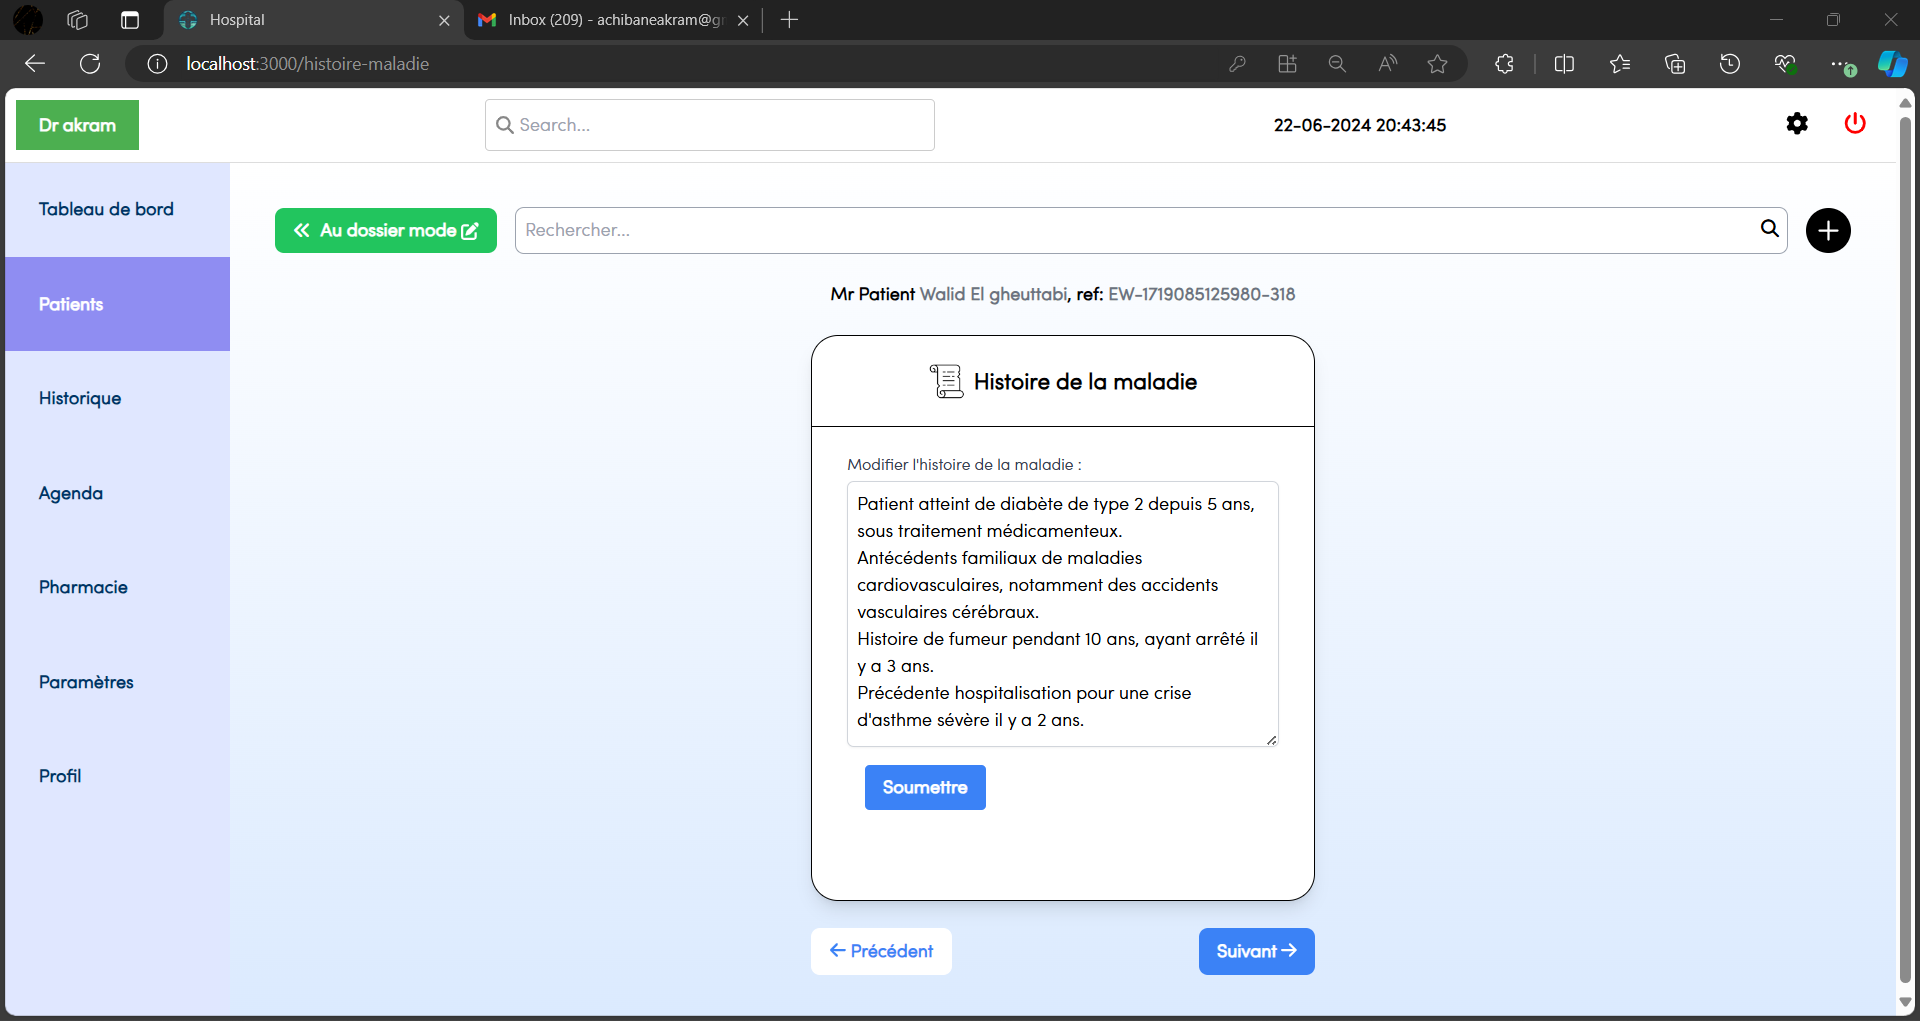 Hospital
Inbox (209) - achibaneakram@g
localhost:3000/histoire-maladie
Dr akram
Search...
22-06-2024 20:43:45
Tableau de bord
Patients
Historique
Agenda
Pharmacie
Paramètres
Profil
Au dossier mode
Rechercher...
Mr Patient Walid El gheuttabi, ref: EW-1719085125980-318
Histoire de la maladie
Modifier l'histoire de la maladie :
Patient atteint de diabète de type 2 depuis 5 ans,
sous traitement médicamenteux.
Antécédents familiaux de maladies
cardiovasculaires, notamment des accidents
vasculaires cérébraux.
Histoire de fumeur pendant 10 ans, ayant arrêté il
y a 3 ans.
Précédente hospitalisation pour une crise
d'asthme sévère il y a 2 ans.
Soumettre
Précédent
Suivant